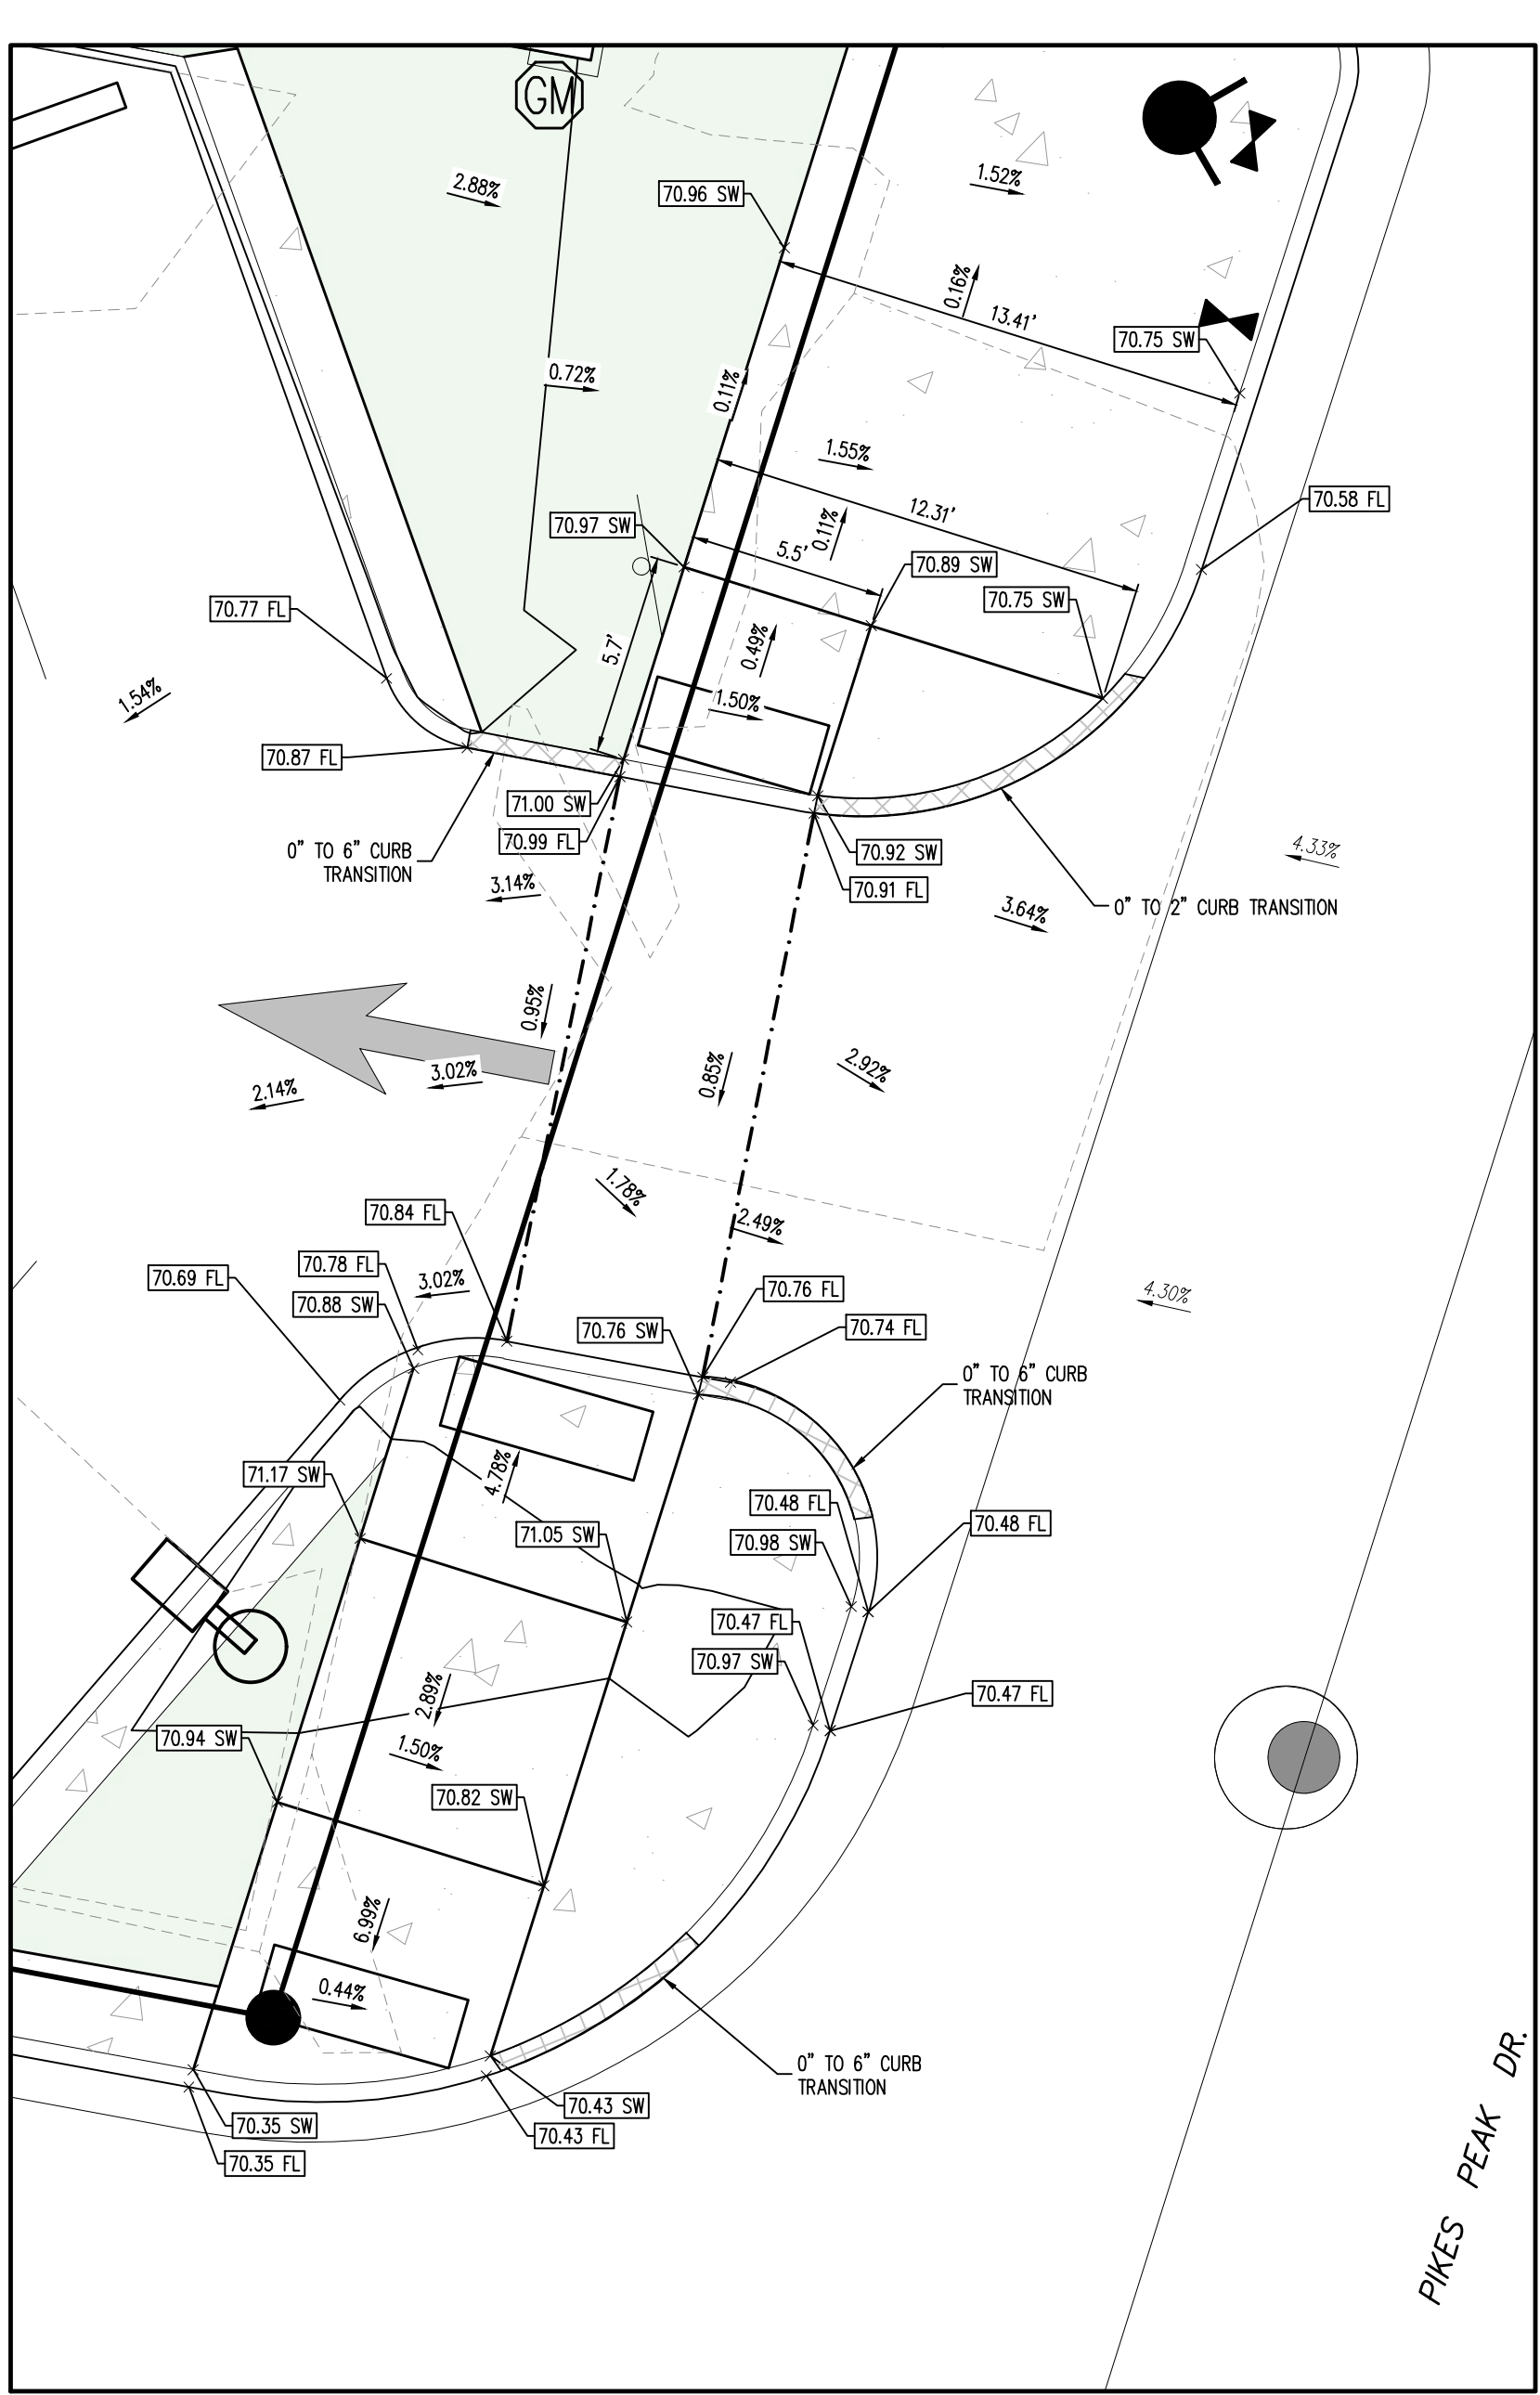 GM
2.88%
70.96 SW
1.52%
0.16%
13.41'
70.75 SW
0.72%
0.11%
1.55%
12.31'
70.58 FL
70.97 SW
0.11%
5.5'
70.89 SW
70.75 SW
70.77 FL
5.7'
0.49%
1.54%
1.50%
70.87 FL
71.00 SW
70.99 FL
0" TO 6" CURB
TRANSITION
70.92 SW
4.33%
3.14%
70.91 FL
3.64%
0" TO 2" CURB TRANSITION
0.95%
3.02%
2.14%
0.85%
2.92%
1.78%
70.84 FL
2.49%
70.78 FL
70.69 FL
3.02%
70.88 SW
70.76 FL
4.30%
70.76 SW
70.74 FL
0" TO 6" CURB
TRANSITION
71.17 SW
4.78%
70.48 FL
70.48 FL
71.05 SW
70.98 SW
70.47 FL
70.97 SW
70.47 FL
2.89%
70.94 SW
1.50%
70.82 SW
6.99%
0.44%
0" TO 6" CURB
TRANSITION
70.43 SW
70.35 SW
70.43 FL
70.35 FL
PIKES PEAK DR.